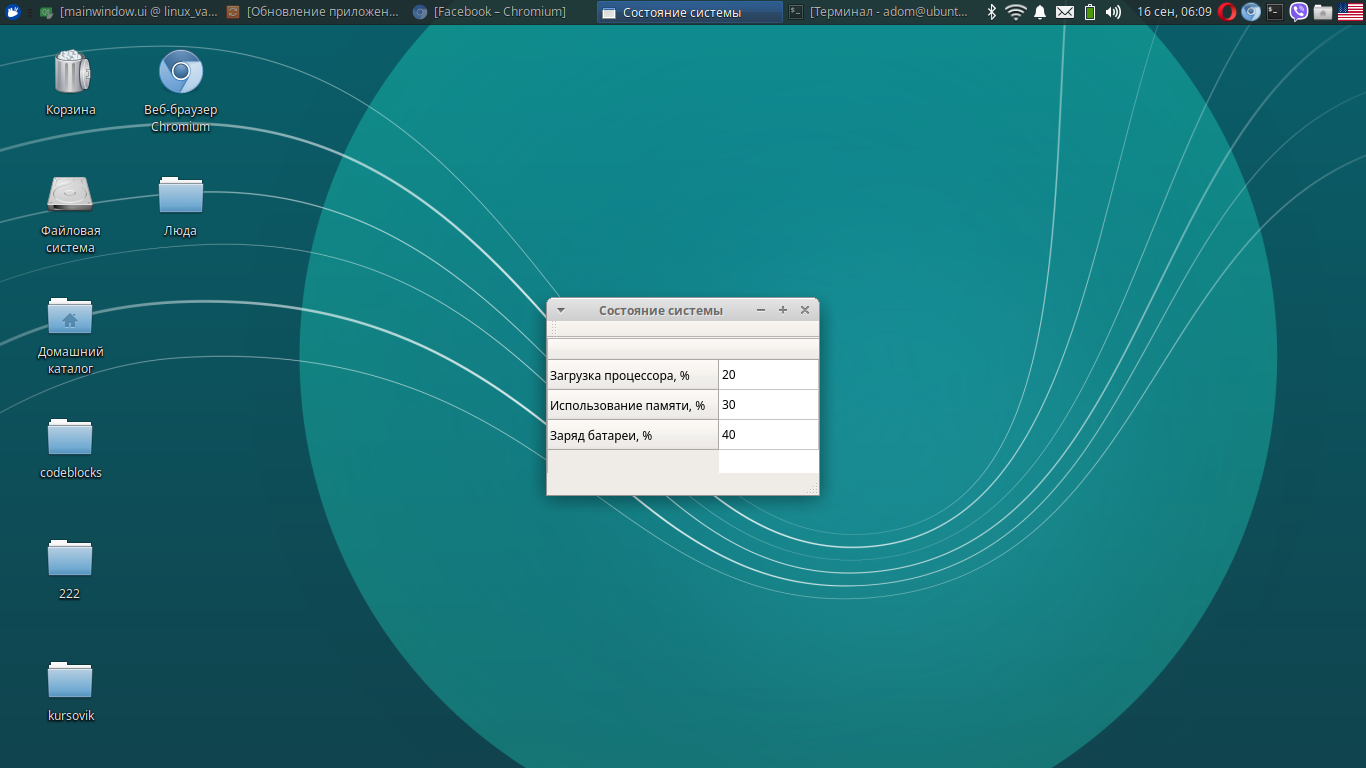 [mainwindow.ui @ linux_va... [Обновление приложен... [Facebook – Chromium] Состояние системы [Терминал - adom@ubunt... 16 сен, 06:09
Корзина
Веб-браузер
Chromium
Файловая
система
Люда
Домашний
каталог
codeblocks
222
kursovik
Состояние системы
Загрузка процессора, % 20
Использование памяти, % 30
Заряд батареи, % 40